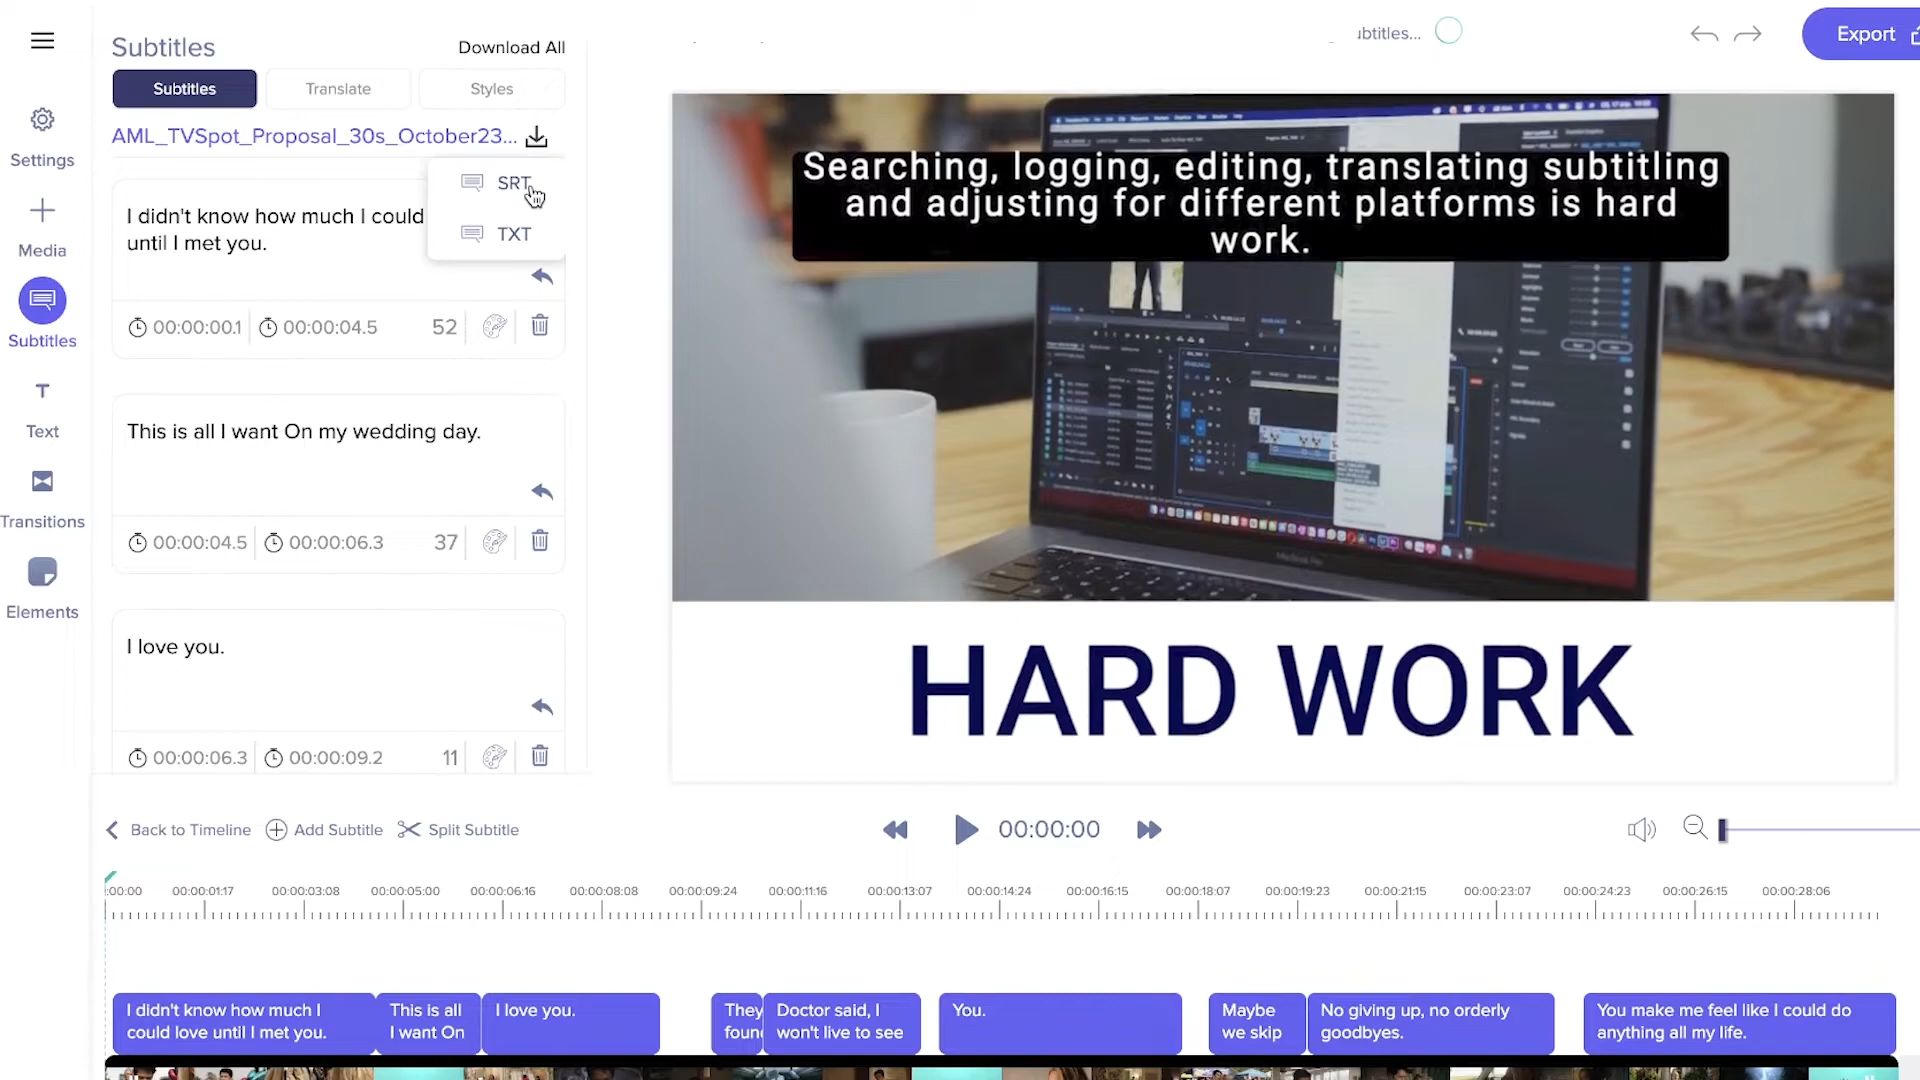 Settings
Media
Subtitles
Text
Transitions
Elements
Subtitles
Download All
Subtitles
Translate
Styles
AML_TVSpot_Proposal_30s_October23...
SRT
TXT
I didn't know how much I could
until I met you.
00:00:00.1
00:00:04.5
52
This is all I want On my wedding day.
00:00:04.5
00:00:06.3
37
I love you.
00:00:06.3
00:00:09.2
11
ubtitles...
Export
Searching, logging, editing, translating subtitling
and adjusting for different platforms is hard
work.
HARD WORK
Back to Timeline
Add Subtitle
Split Subtitle
00:00:00
:00:00
00:00:01:17
00:00:03:08
00:00:05:00
00:00:06:16
00:00:08:08
00:00:09:24
00:00:11:16
00:00:13:07
00:00:14:24
00:00:16:15
00:00:18:07
00:00:19:23
00:00:21:15
00:00:23:07
00:00:24:23
00:00:26:15
00:00:28:06
I didn't know how much I
could love until I met you.
This is all
I want On
I love you.
They
foun
Doctor said, I
won't live to see
You.
Maybe
we skip
No giving up, no orderly
goodbyes.
You make me feel like I could do
anything all my life.